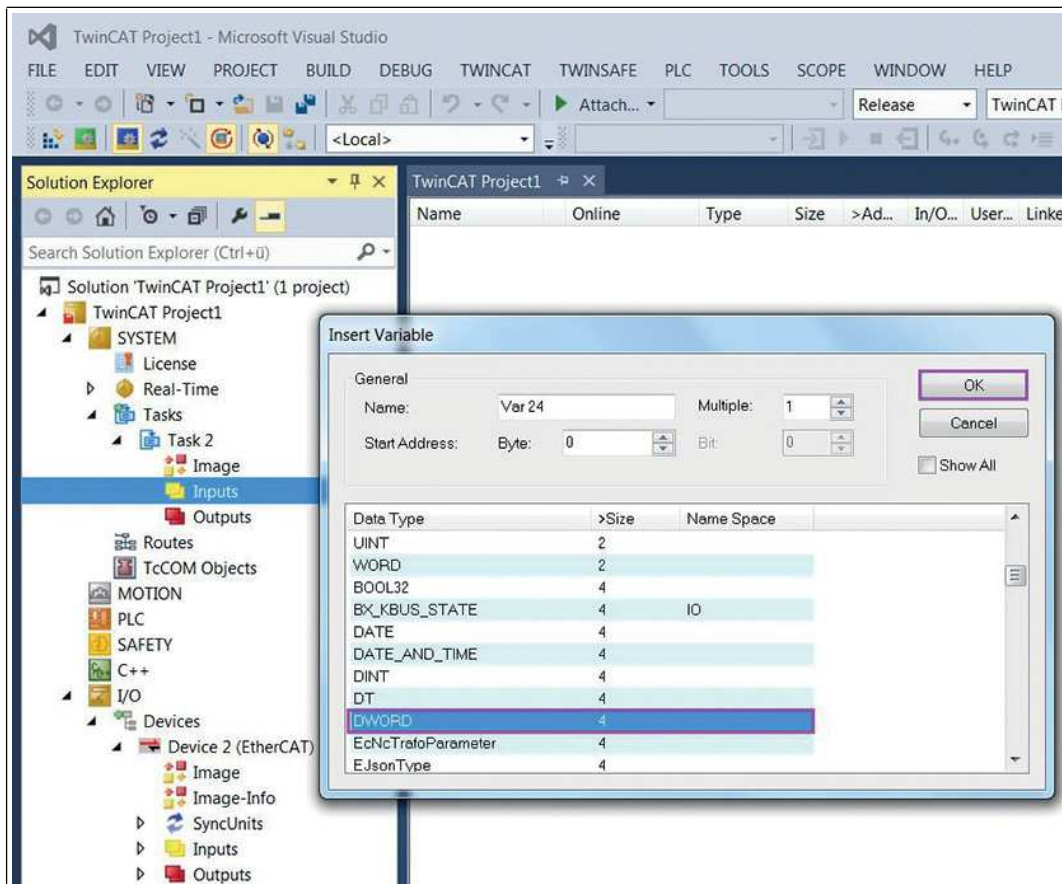 TwinCAT Project1 - Microsoft Visual Studio
FILE EDIT VIEW PROJECT BUILD DEBUG TWINCAT TWINSAFE PLC TOOLS SCOPE WINDOW HELP
Attach... Release TwinCAT
<Local>
Solution Explorer
TwinCAT Project1
Name Online Type Size >Ad... In/O... User... Linke
Search Solution Explorer (Ctrl+ü)
Solution 'TwinCAT Project1' (1 project)
TwinCAT Project1
SYSTEM
License
Real-Time
Tasks
Task 2
Image
Inputs
Outputs
Routes
TcCOM Objects
MOTION
PLC
SAFETY
C++
I/O
Devices
Device 2 (EtherCAT)
Image
Image-Info
SyncUnits
Inputs
Outputs
Insert Variable
General
Name: Var 24 Multiple: 1
Start Address: Byte: 0 Bit: 0
OK
Cancel
Show All
Data Type >Size Name Space
UINT 2
WORD 2
BOOL32 4
BX_KBUS_STATE 4 IO
DATE 4
DATE_AND_TIME 4
DINT 4
DT 4
DWORD 4
EcNcTrafoParameter 4
EJsonType 4